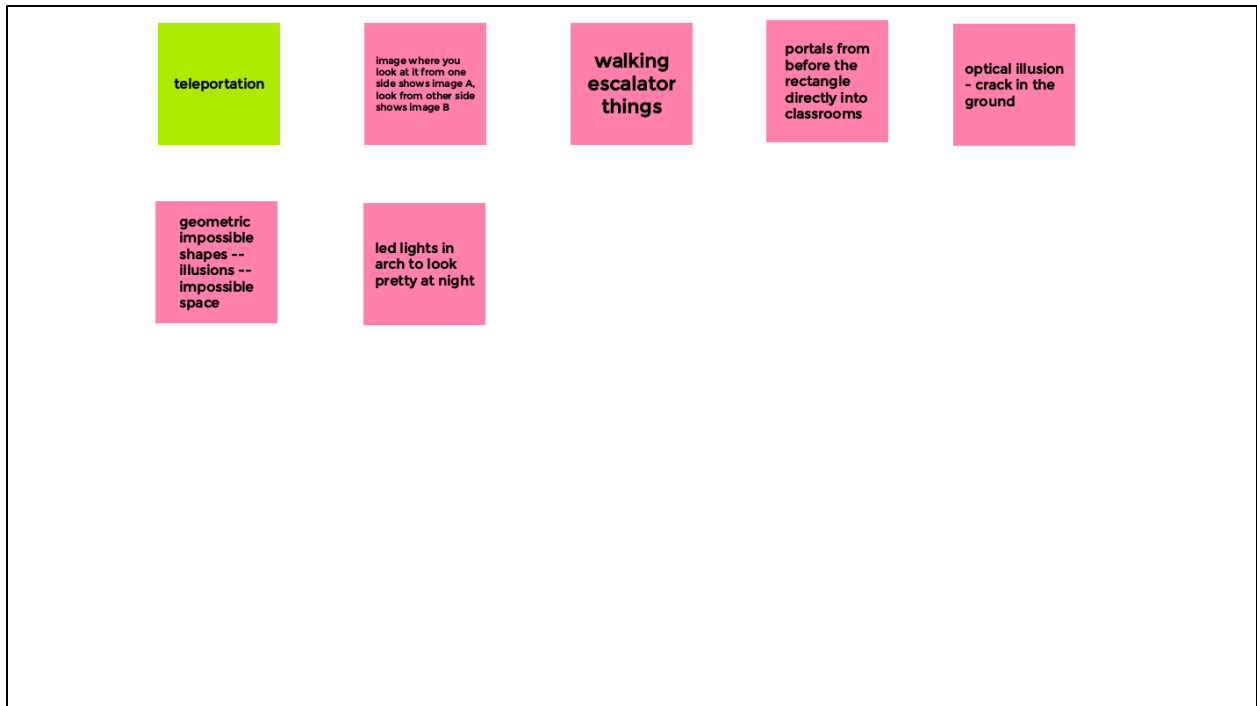 teleportation
image where you
look at it from one
side shows image A,
look from other side
shows image B
walking
escalator
things
portals from
before the
rectangle
directly into
classrooms
optical illusion
- crack in the
ground
geometric
impossible
shapes --
illusions --
impossible
space
led lights in
arch to look
pretty at night